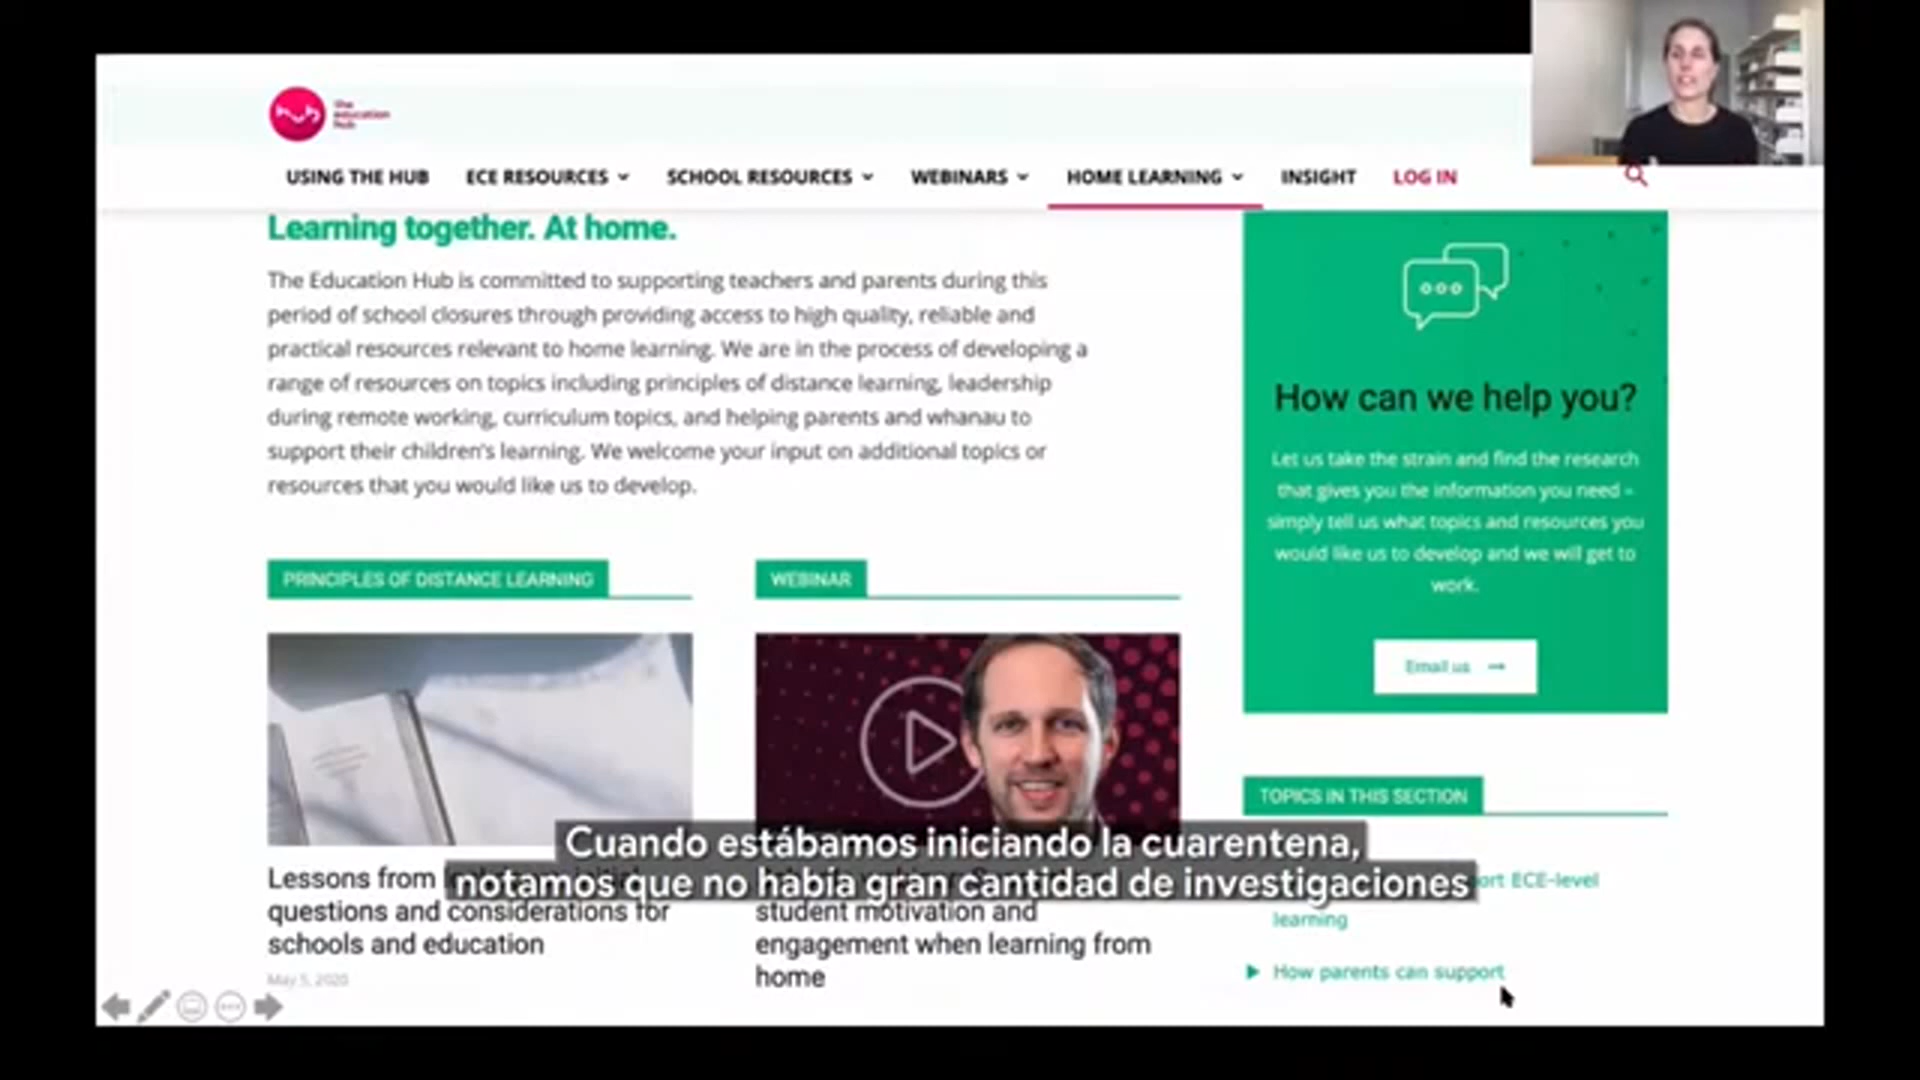 the
education
hub
USING THE HUB
ECE RESOURCES
SCHOOL RESOURCES
WEBINARS
HOME LEARNING
INSIGHT
LOG IN
Learning together. At home.
The Education Hub is committed to supporting teachers and parents during this
period of school closures through providing access to high quality, reliable and
practical resources relevant to home learning. We are in the process of developing a
range of resources on topics including principles of distance learning, leadership
during remote working, curriculum topics, and helping parents and whanau to
support their children's learning. We welcome your input on additional topics or
resources that you would like us to develop.
PRINCIPLES OF DISTANCE LEARNING
Lessons from
questions and considerations for
schools and education
May 5, 2020
WEBINAR
student motivation and
engagement when learning from
home
How can we help you?
Let us take the strain and find the research
that gives you the information you need –
simply tell us what topics and resources you
would like us to develop and we will get to
work.
Email us
TOPICS IN THIS SECTION
ECE-level
learning
How parents can support
Cuando estábamos iniciando la cuarentena,
notamos que no había gran cantidad de investigaciones